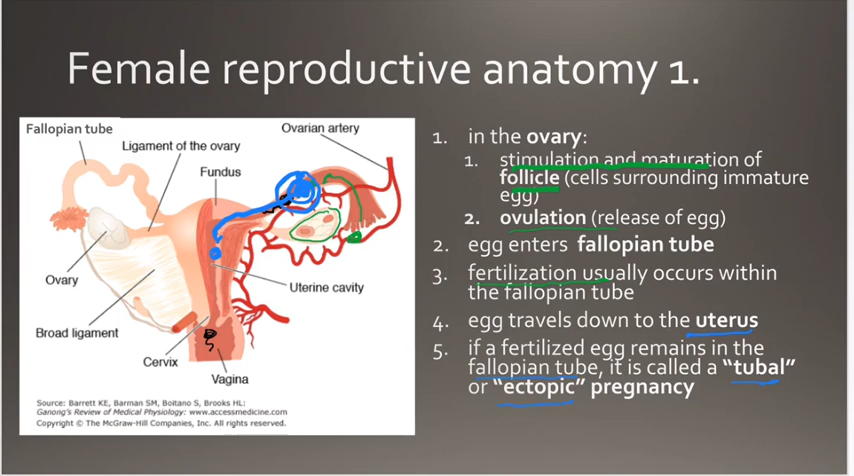 Female reproductive anatomy 1.
Fallopian tube
Ligament of the ovary
Ovarian artery
Fundus
Ovary
Uterine cavity
Broad ligament
Cervix
Vagina
Source: Barrett KE, Barman SM, Boitano S, Brooks HL:
Ganong's Review of Medical Physiology: www.accessmedicine.com
Copyright © The McGraw-Hill Companies, Inc. All rights reserved.
1. in the ovary:
1. stimulation and maturation of
follicle (cells surrounding immature
egg)
2. ovulation (release of egg)
2. egg enters fallopian tube
3. fertilization usually occurs within
the fallopian tube
4. egg travels down to the uterus
5. if a fertilized egg remains in the
fallopian tube, it is called a “tubal”
or “ectopic” pregnancy